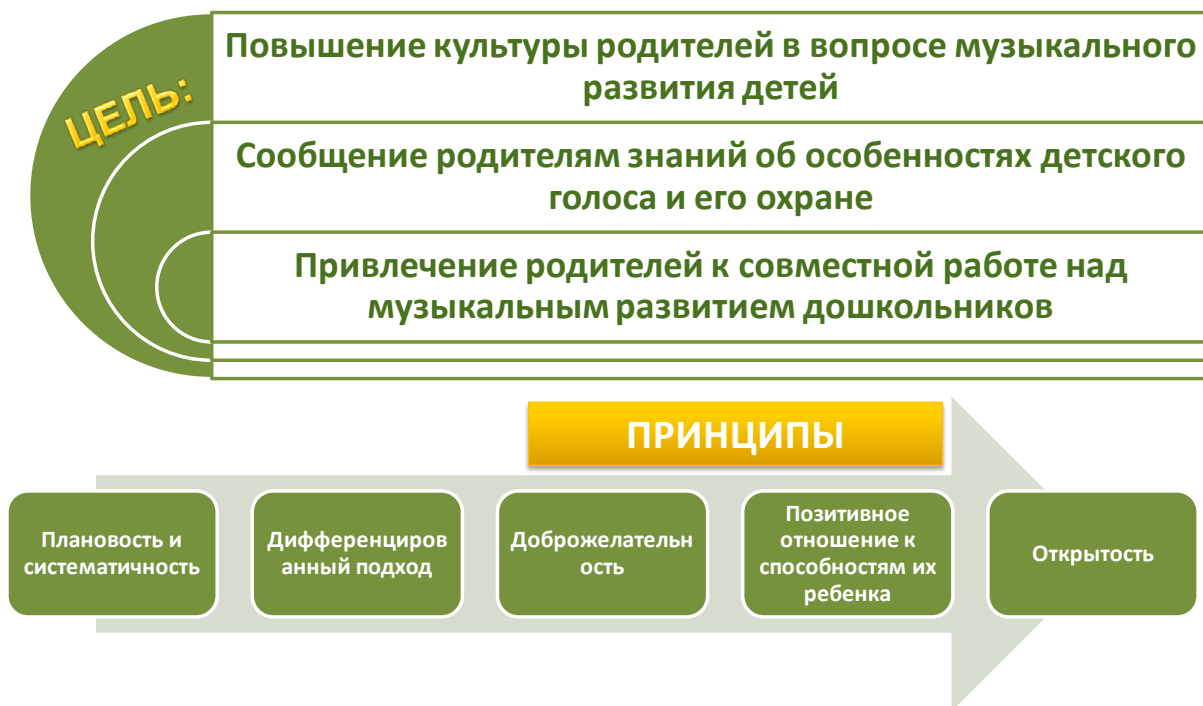 ЦЕЛЬ:
Повышение культуры родителей в вопросе музыкального
развития детей
Сообщение родителям знаний об особенностях детского
голоса и его охране
Привлечение родителей к совместной работе над
музыкальным развитием дошкольников
ПРИНЦИПЫ
Плановость и
систематичность
Дифференциров
анный подход
Доброжелательн
ость
Позитивное
отношение к
способностям их
ребенка
Открытость